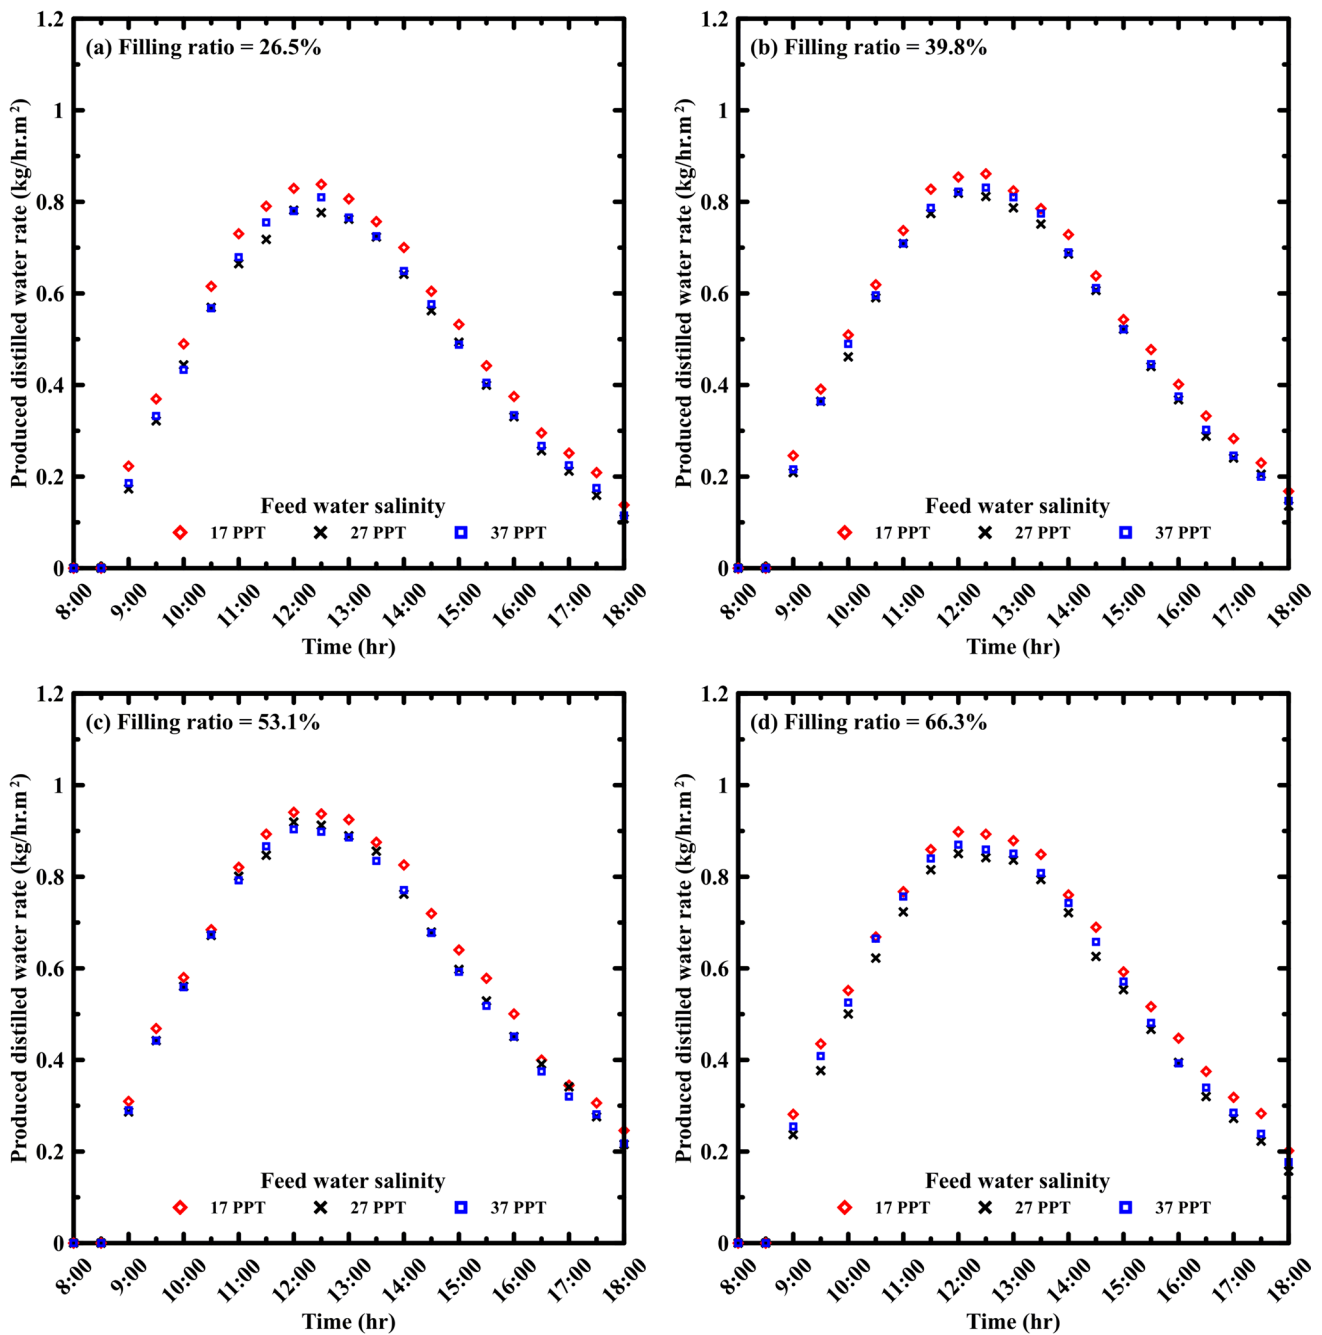 (a) Filling ratio = 26.5%
Produced distilled water rate (kg/hr.m²)
1.2
1
0.8
0.6
0.4
0.2
0
Feed water salinity
17 PPT 27 PPT 37 PPT
8:00 9:00 10:00 11:00 12:00 13:00 14:00 15:00 16:00 17:00 18:00
Time (hr)
(b) Filling ratio = 39.8%
Produced distilled water rate (kg/hr.m²)
1.2
1
0.8
0.6
0.4
0.2
0
Feed water salinity
17 PPT 27 PPT 37 PPT
8:00 9:00 10:00 11:00 12:00 13:00 14:00 15:00 16:00 17:00 18:00
Time (hr)
(c) Filling ratio = 53.1%
Produced distilled water rate (kg/hr.m²)
1.2
1
0.8
0.6
0.4
0.2
0
Feed water salinity
17 PPT 27 PPT 37 PPT
8:00 9:00 10:00 11:00 12:00 13:00 14:00 15:00 16:00 17:00 18:00
Time (hr)
(d) Filling ratio = 66.3%
Produced distilled water rate (kg/hr.m²)
1.2
1
0.8
0.6
0.4
0.2
0
Feed water salinity
17 PPT 27 PPT 37 PPT
8:00 9:00 10:00 11:00 12:00 13:00 14:00 15:00 16:00 17:00 18:00
Time (hr)